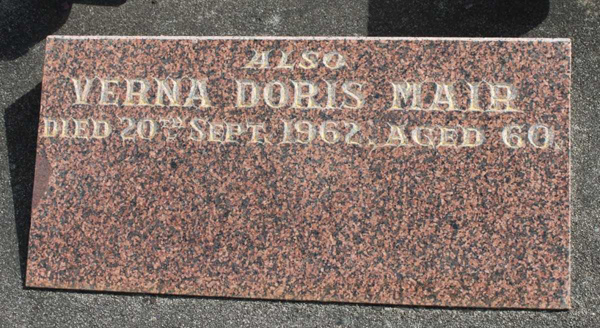 ALSO
VERNA DORIS MAIR
DIED 20TH SEPT. 1962, AGED 60.